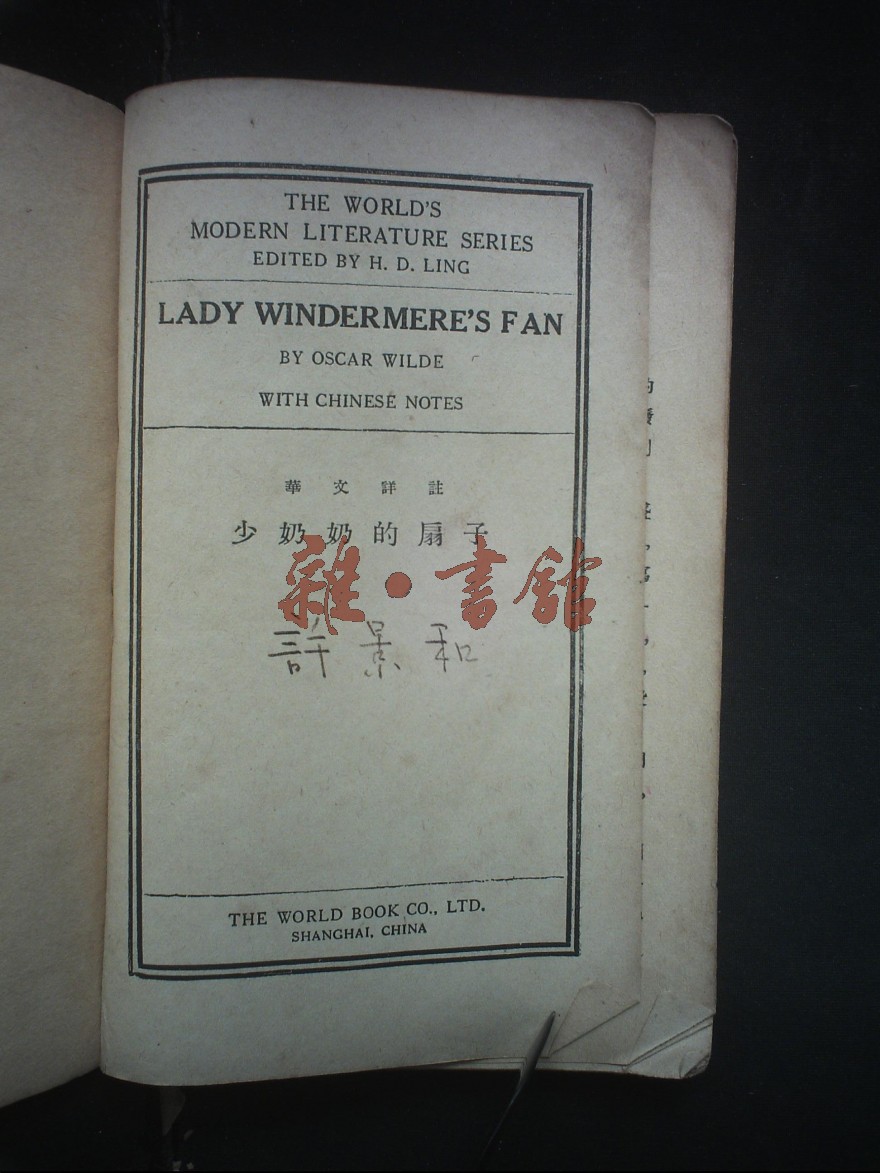 THE WORLD'S
MODERN LITERATURE SERIES
EDITED BY H. D. LING
LADY WINDERMERE'S FAN
BY OSCAR WILDE
WITH CHINESE NOTES
華文詳註
少奶奶的扇子
雜·書館
許景和
THE WORLD BOOK CO., LTD.
SHANGHAI, CHINA